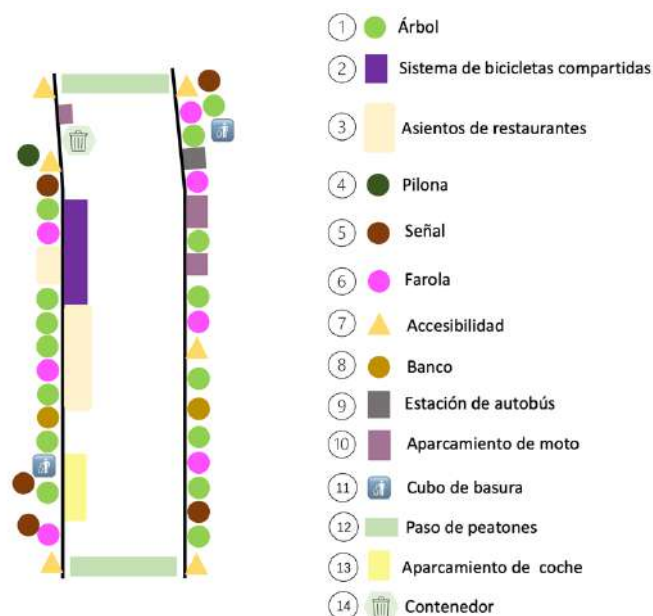 1 Árbol
2 Sistema de bicicletas compartidas
3 Asientos de restaurantes
4 Pilona
5 Señal
6 Farola
7 Accesibilidad
8 Banco
9 Estación de autobús
10 Aparcamiento de moto
11 Cubo de basura
12 Paso de peatones
13 Aparcamiento de coche
14 Contenedor